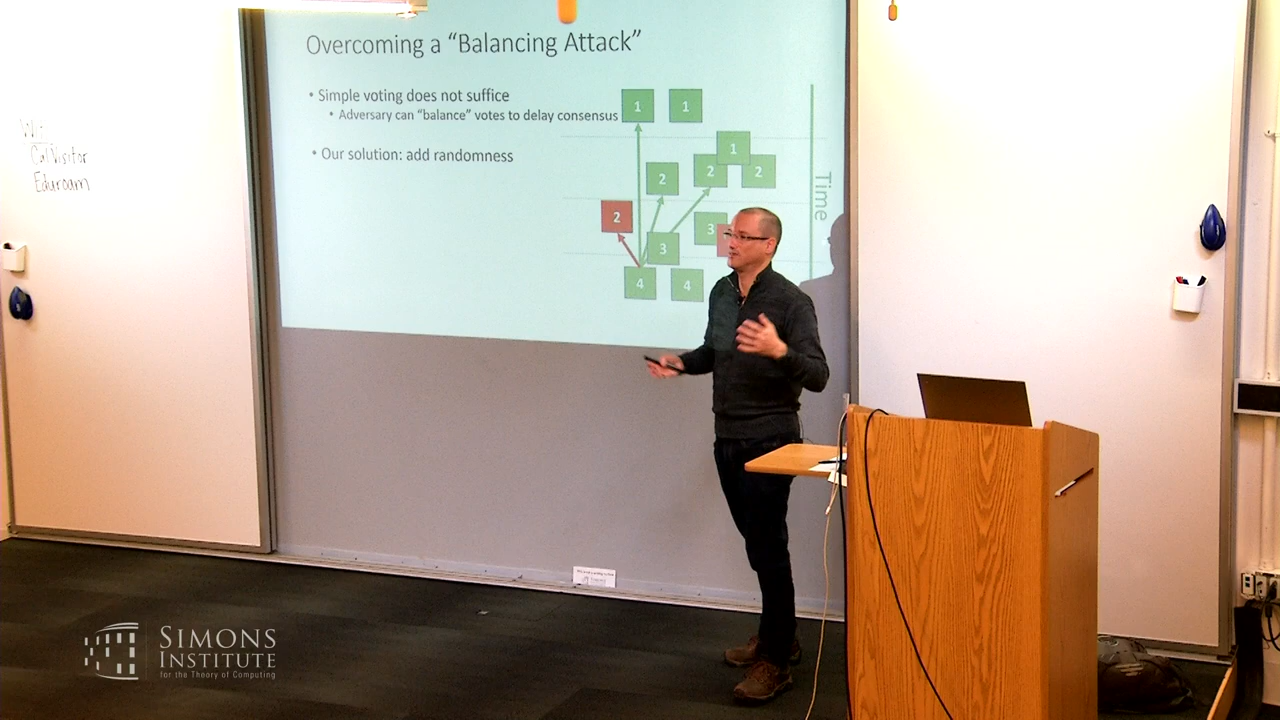 Overcoming a “Balancing Attack”
• Simple voting does not suffice
• Adversary can “balance” votes to delay consensus
• Our solution: add randomness
1 1
1
2 2 2
2
3 3
4 4
Time
CalVisitor
Eduroam
SIMONS
INSTITUTE
for the Theory of Computing